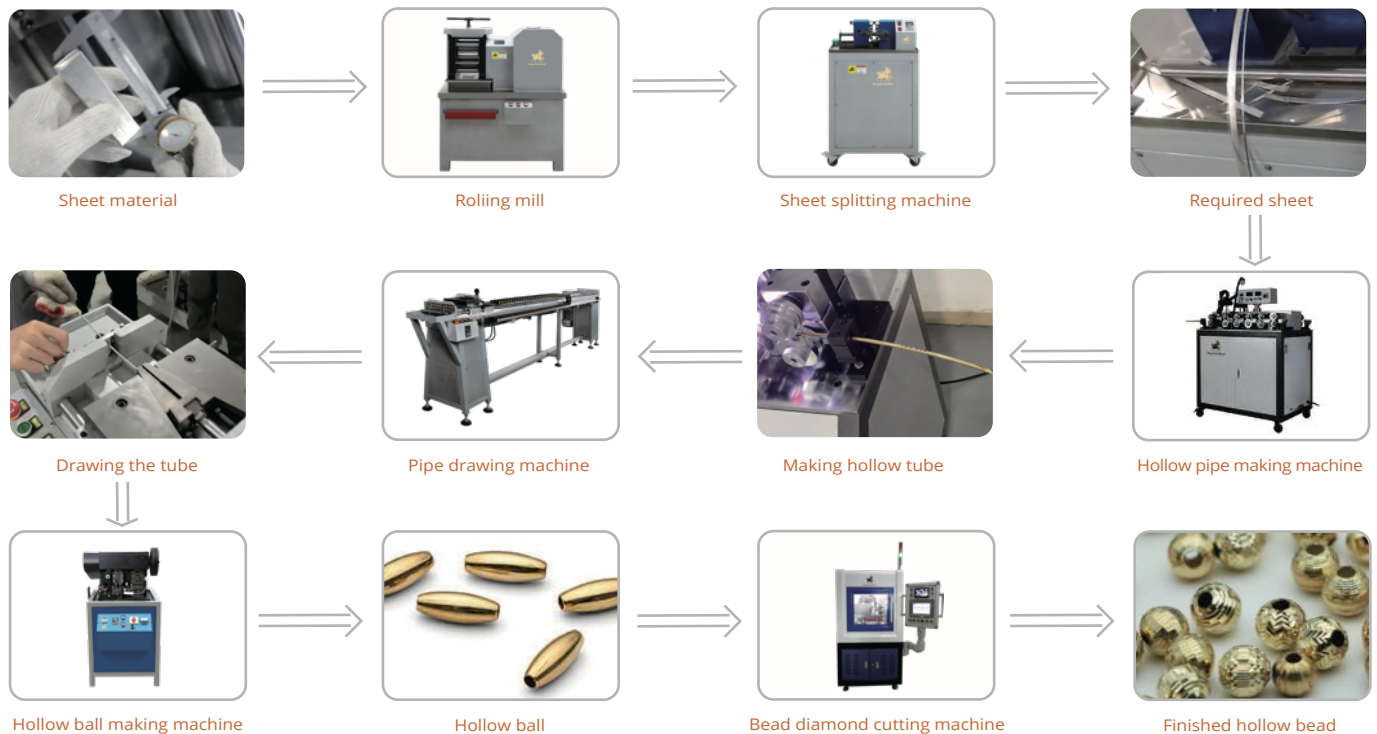 Sheet material
Roliing mill
Sheet splitting machine
Required sheet
Hollow pipe making machine
Making hollow tube
Pipe drawing machine
Drawing the tube
Hollow ball making machine
Hollow ball
Bead diamond cutting machine
Finished hollow bead